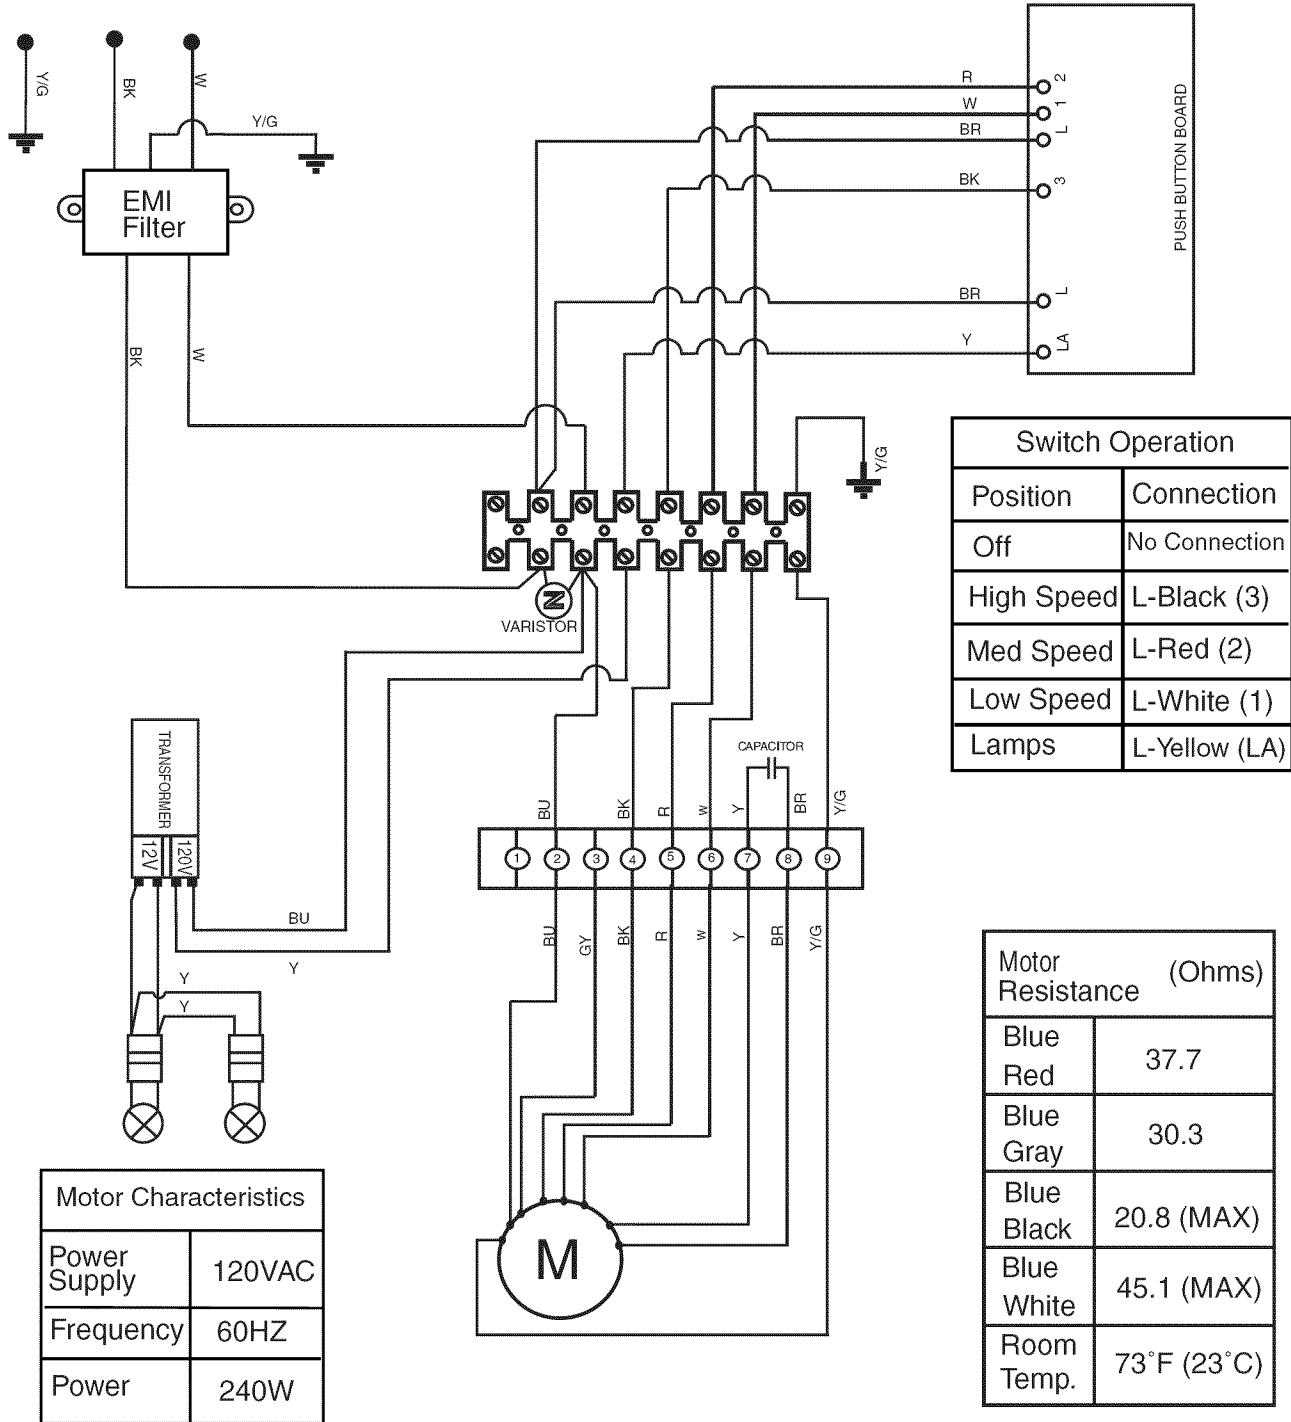 Y/G
BK
W
Y/G
EMI
Filter
BK
W
R
2
W
1
BR
L
BK
3
BR
L
Y
LA
PUSH BUTTON BOARD
Y/G
VARISTOR
Switch Operation
Position Connection
Off No Connection
High Speed L-Black (3)
Med Speed L-Red (2)
Low Speed L-White (1)
Lamps L-Yellow (LA)
TRANSFORMER
12V 120V
BU
Y
Y
Y
CAPACITOR
BU BK R w Y BR Y/G
1 2 3 4 5 6 7 8 9
BU GY BK R w Y BR Y/G
M
Motor Characteristics
Power
Supply 120VAC
Frequency 60HZ
Power 240W
Motor
Resistance (Ohms)
Blue
Red 37.7
Blue
Gray 30.3
Blue
Black 20.8 (MAX)
Blue
White 45.1 (MAX)
Room
Temp. 73°F (23°C)